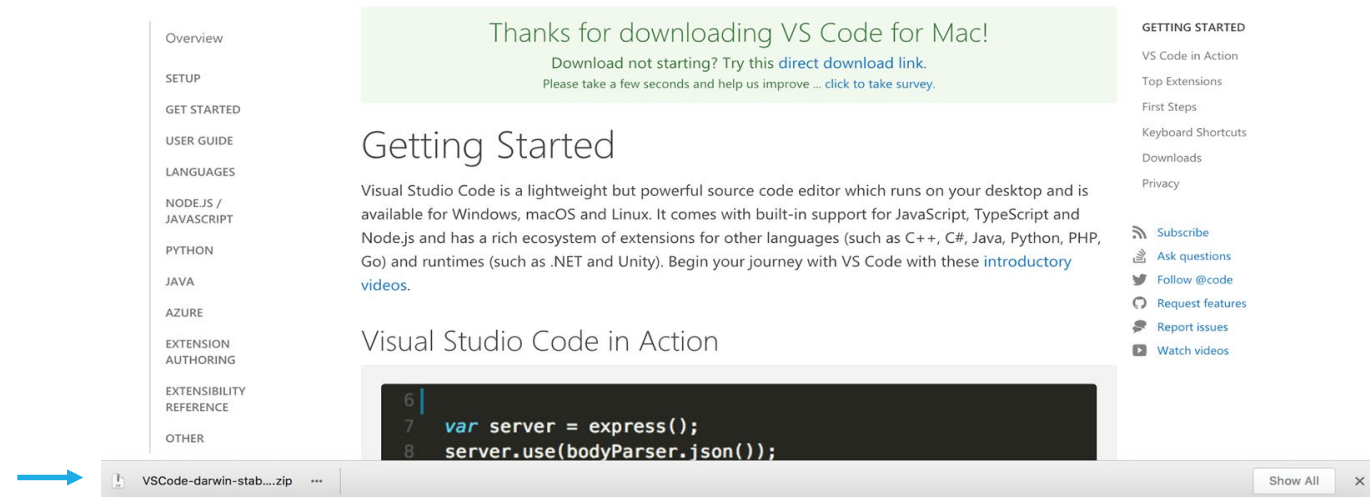 Overview
SETUP
GET STARTED
USER GUIDE
LANGUAGES
NODE.JS /
JAVASCRIPT
PYTHON
JAVA
AZURE
EXTENSION
AUTHORING
EXTENSIBILITY
REFERENCE
OTHER
Thanks for downloading VS Code for Mac!
Download not starting? Try this direct download link.
Please take a few seconds and help us improve ... click to take survey.
Getting Started
Visual Studio Code is a lightweight but powerful source code editor which runs on your desktop and is
available for Windows, macOS and Linux. It comes with built-in support for JavaScript, TypeScript and
Node.js and has a rich ecosystem of extensions for other languages (such as C++, C#, Java, Python, PHP,
Go) and runtimes (such as .NET and Unity). Begin your journey with VS Code with these introductory
videos.
Visual Studio Code in Action
6
7 var server = express();
8 server.use(bodyParser.json());
GETTING STARTED
VS Code in Action
Top Extensions
First Steps
Keyboard Shortcuts
Downloads
Privacy
Subscribe
Ask questions
Follow @code
Request features
Report issues
Watch videos
VSCode-darwin-stab....zip
Show All